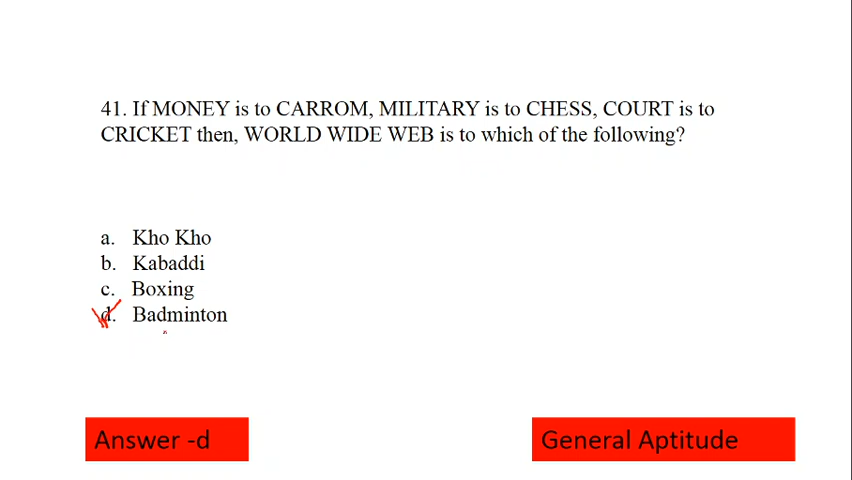 41. If MONEY is to CARROM, MILITARY is to CHESS, COURT is to
CRICKET then, WORLD WIDE WEB is to which of the following?
a. Kho Kho
b. Kabaddi
c. Boxing
d. Badminton
Answer -d
General Aptitude